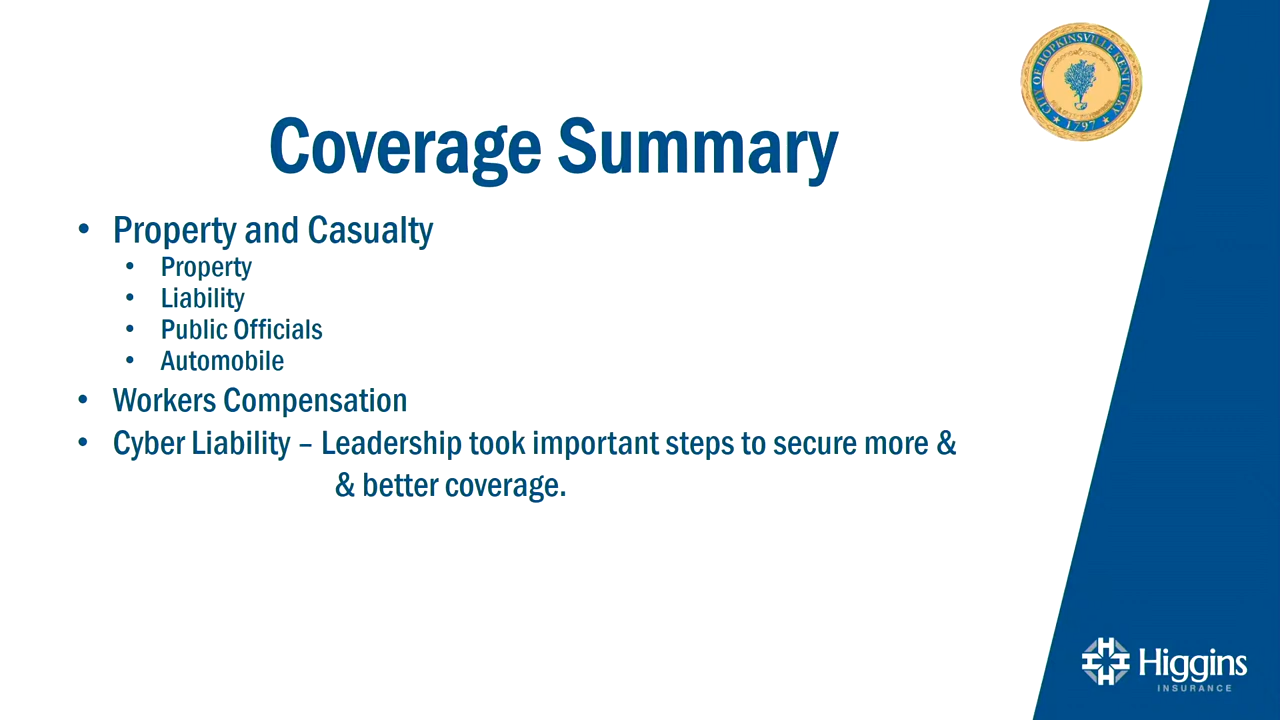 CITY OF HOPKINSVILLE KENTUCKY
★ 1797 ★
Coverage Summary
• Property and Casualty
• Property
• Liability
• Public Officials
• Automobile
• Workers Compensation
• Cyber Liability – Leadership took important steps to secure more &
& better coverage.
Higgins
INSURANCE